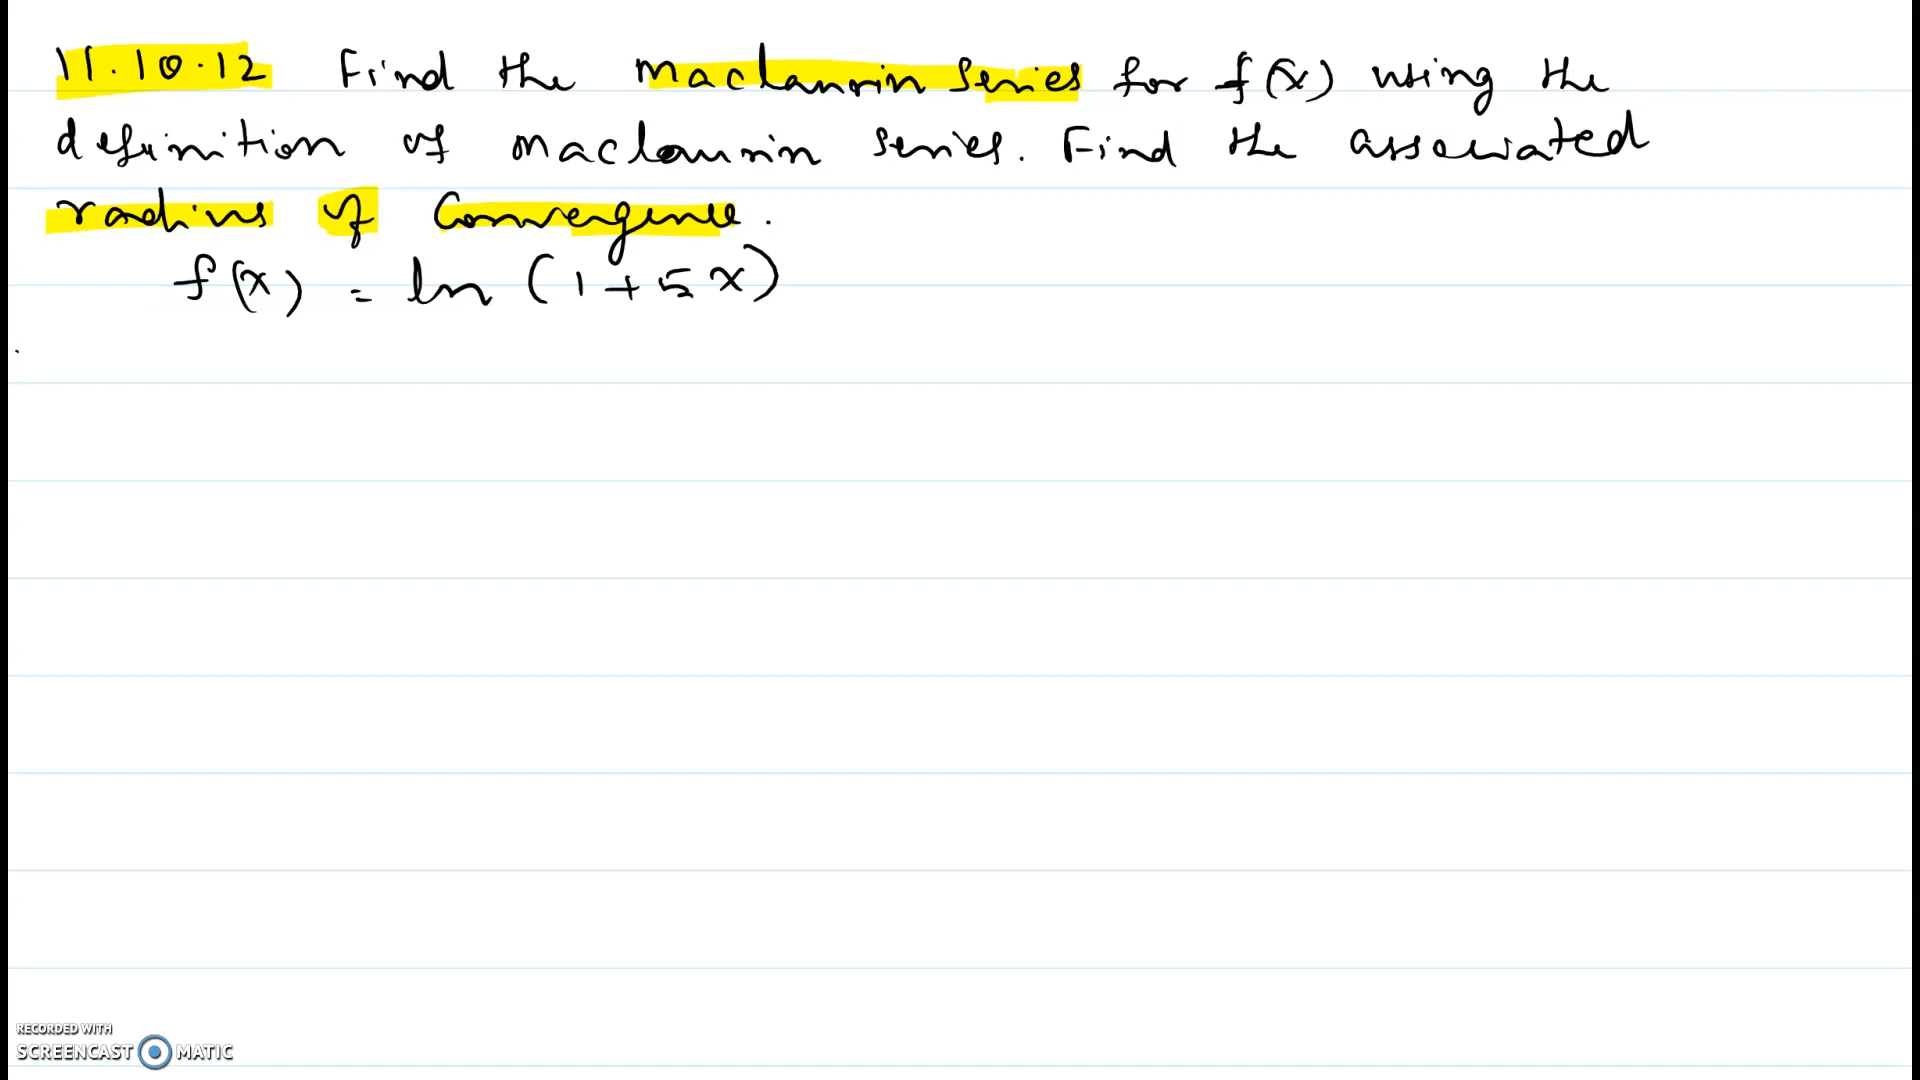 11.10.12 Find the Maclaurin Series for f(x) using the
definition of Maclaurin Series. Find the associated
radius of Convergence.
f(x) = ln (1+5x)
RECORDED WITH
SCREENCAST MATIC